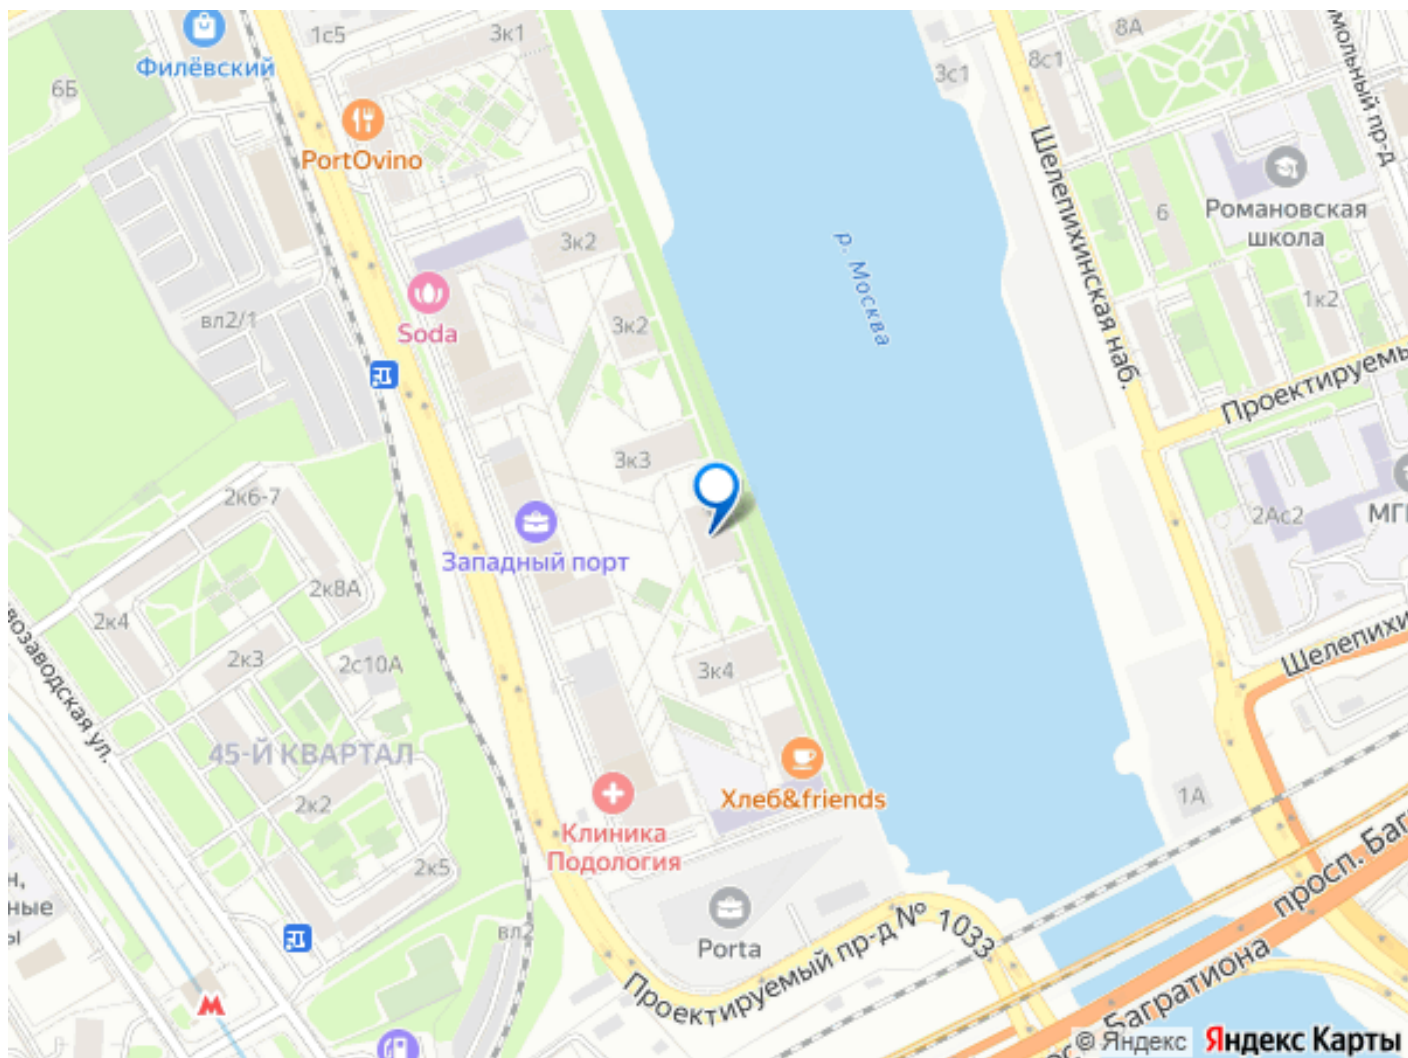 1с5
3к1
Филёвский
6Б
PortOvino
3с1
8с1
8А
Шелепихинская наб.
Романовская
школа
6
1к2
р. Москва
3к2
вл2/1
Soda
3к2
Проектируемы
3к3
2к6-7
Западный порт
2Ас2
2к8А
2к4
2к3
2с10А
3к4
Шелепихи
45-Й КВАРТАЛ
2к2
Хлеб&friends
1А
Клиника
Подология
2к5
н,
ные
ы
вл2
Porta
Проектируемый пр-д № 1033
просп. Баг
Багратиона
© Яндекс
Яндекс Карты